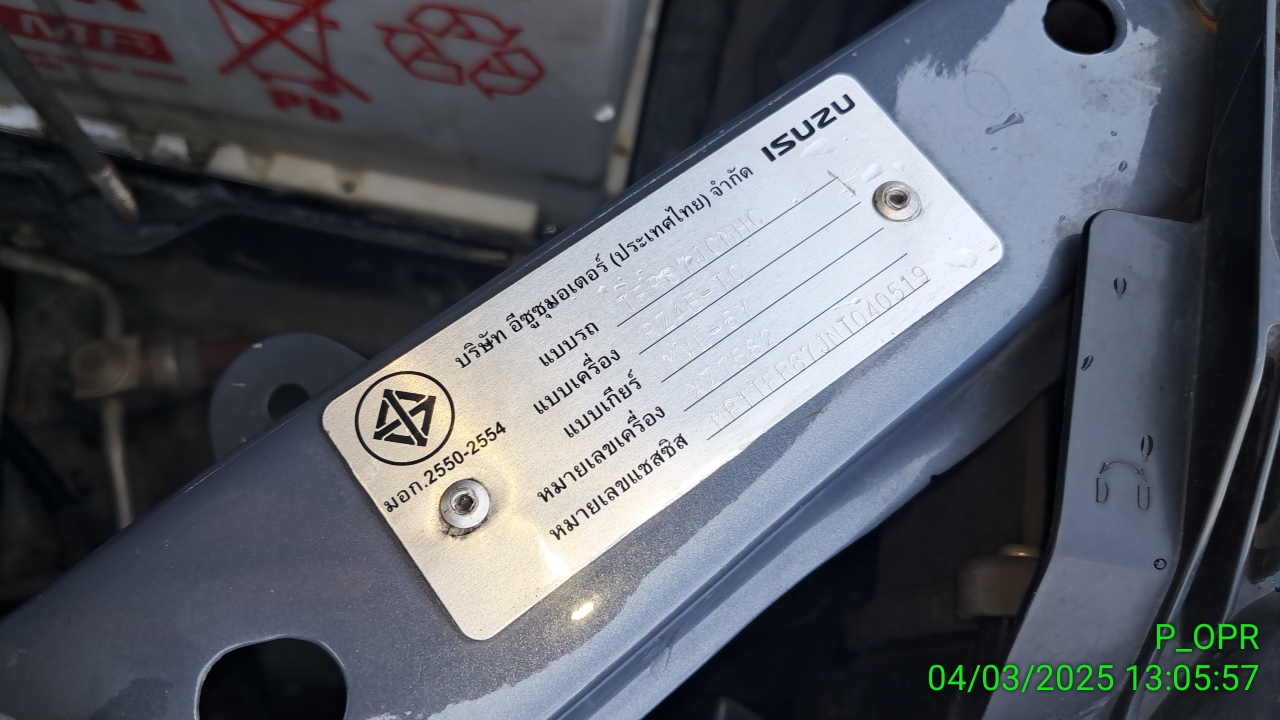 Pb
ISUZU
บริษัท อีซูซุมอเตอร์ (ประเทศไทย) จำกัด
แบบรถ
แบบเครื่อง RZ4E-TC
แบบเกียร์
หมายเลขเครื่อง
หมายเลขแชสซิส MP1TFR87JNT040519
มอก.2550-2554
P_OPR
04/03/2025 13:05:57